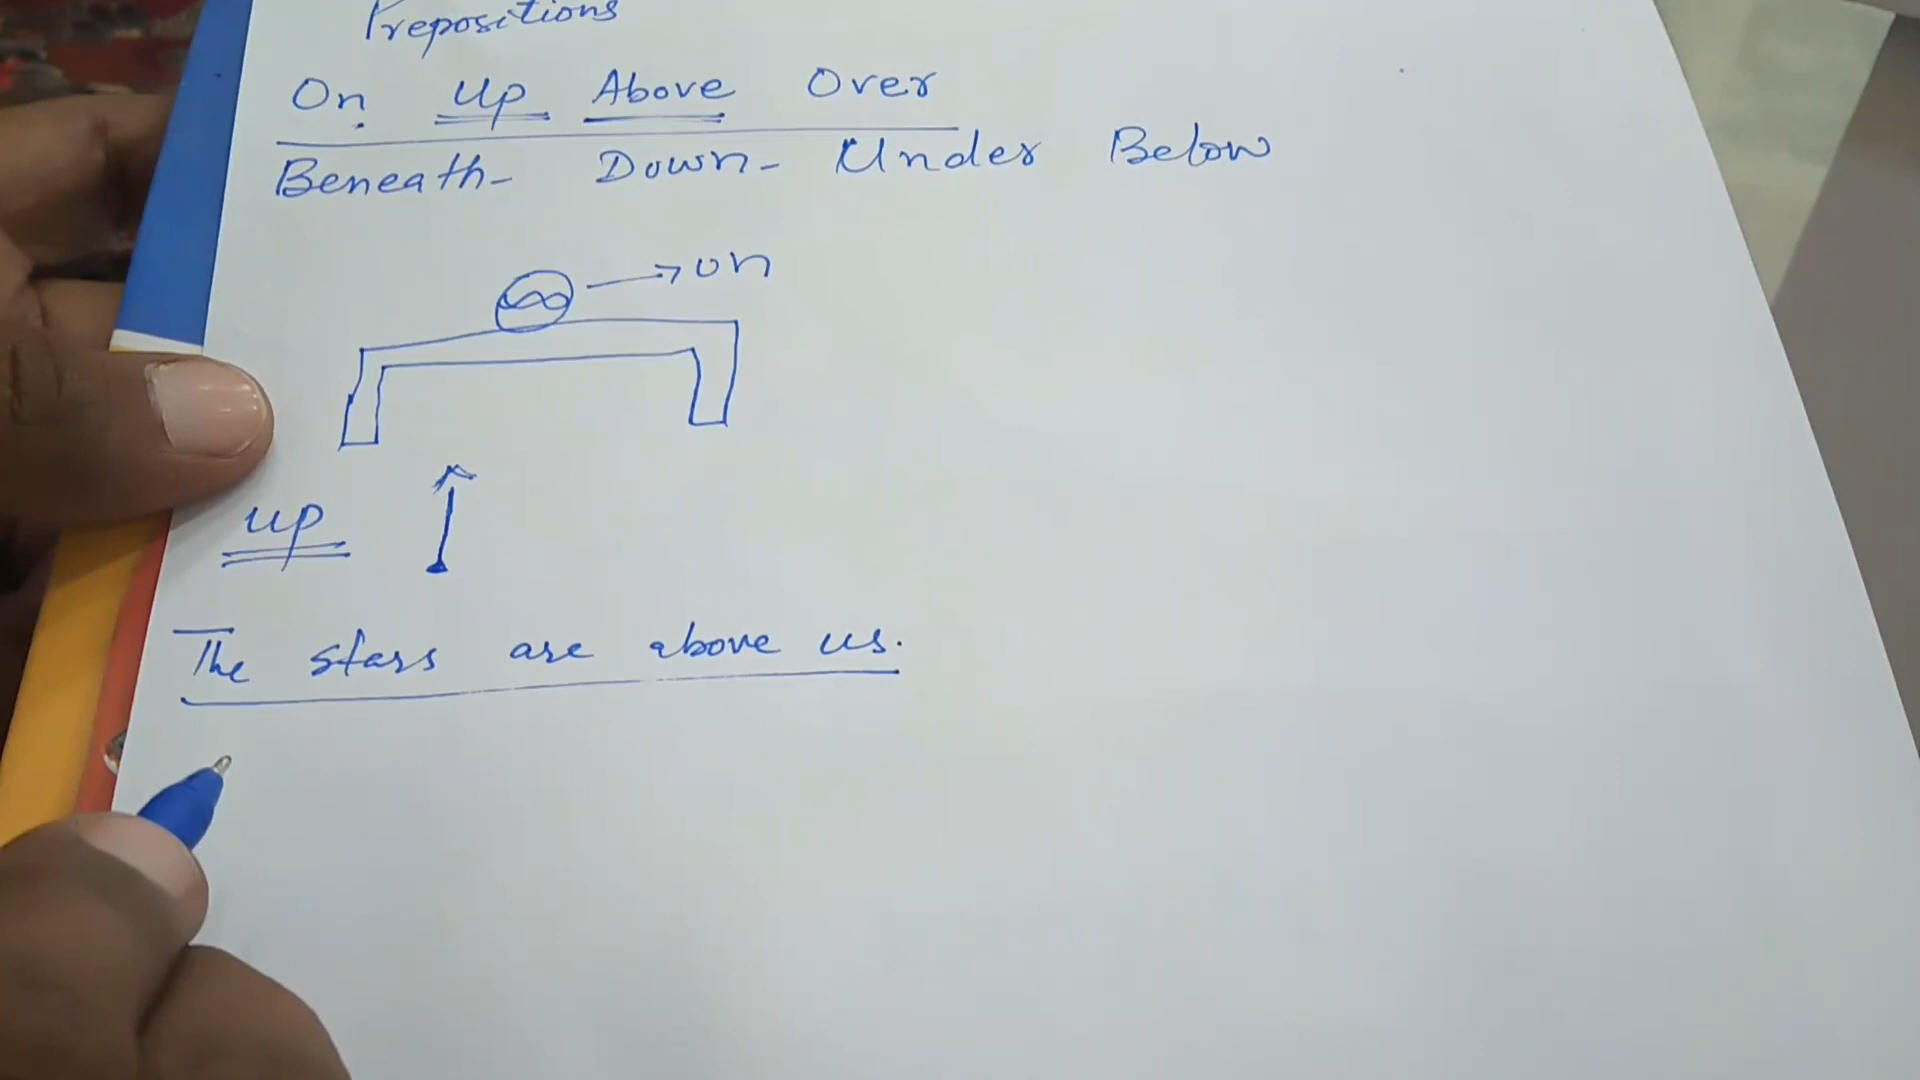 Prepositions
On Up Above Over
Beneath- Down- Under Below
on
up
The stars are above us.